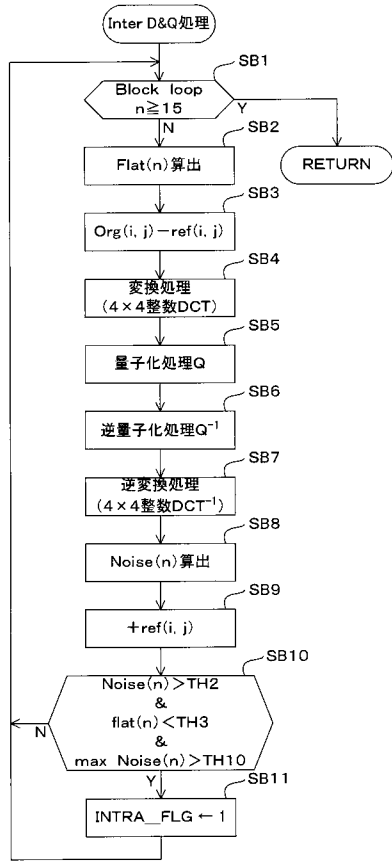 Inter D&Q処理
SB1
Block loop
n≧15
Y
N
SB2
Flat(n)算出
RETURN
SB3
Org(i, j)−ref(i, j)
SB4
変換処理
(4×4整数DCT)
SB5
量子化処理Q
SB6
逆量子化処理Q⁻¹
SB7
逆変換処理
(4×4整数DCT⁻¹)
SB8
Noise(n)算出
SB9
+ref(i, j)
SB10
Noise(n)>TH2
&
flat(n)<TH3
&
max Noise(n)>TH10
N
Y
SB11
INTRA_FLG ← 1